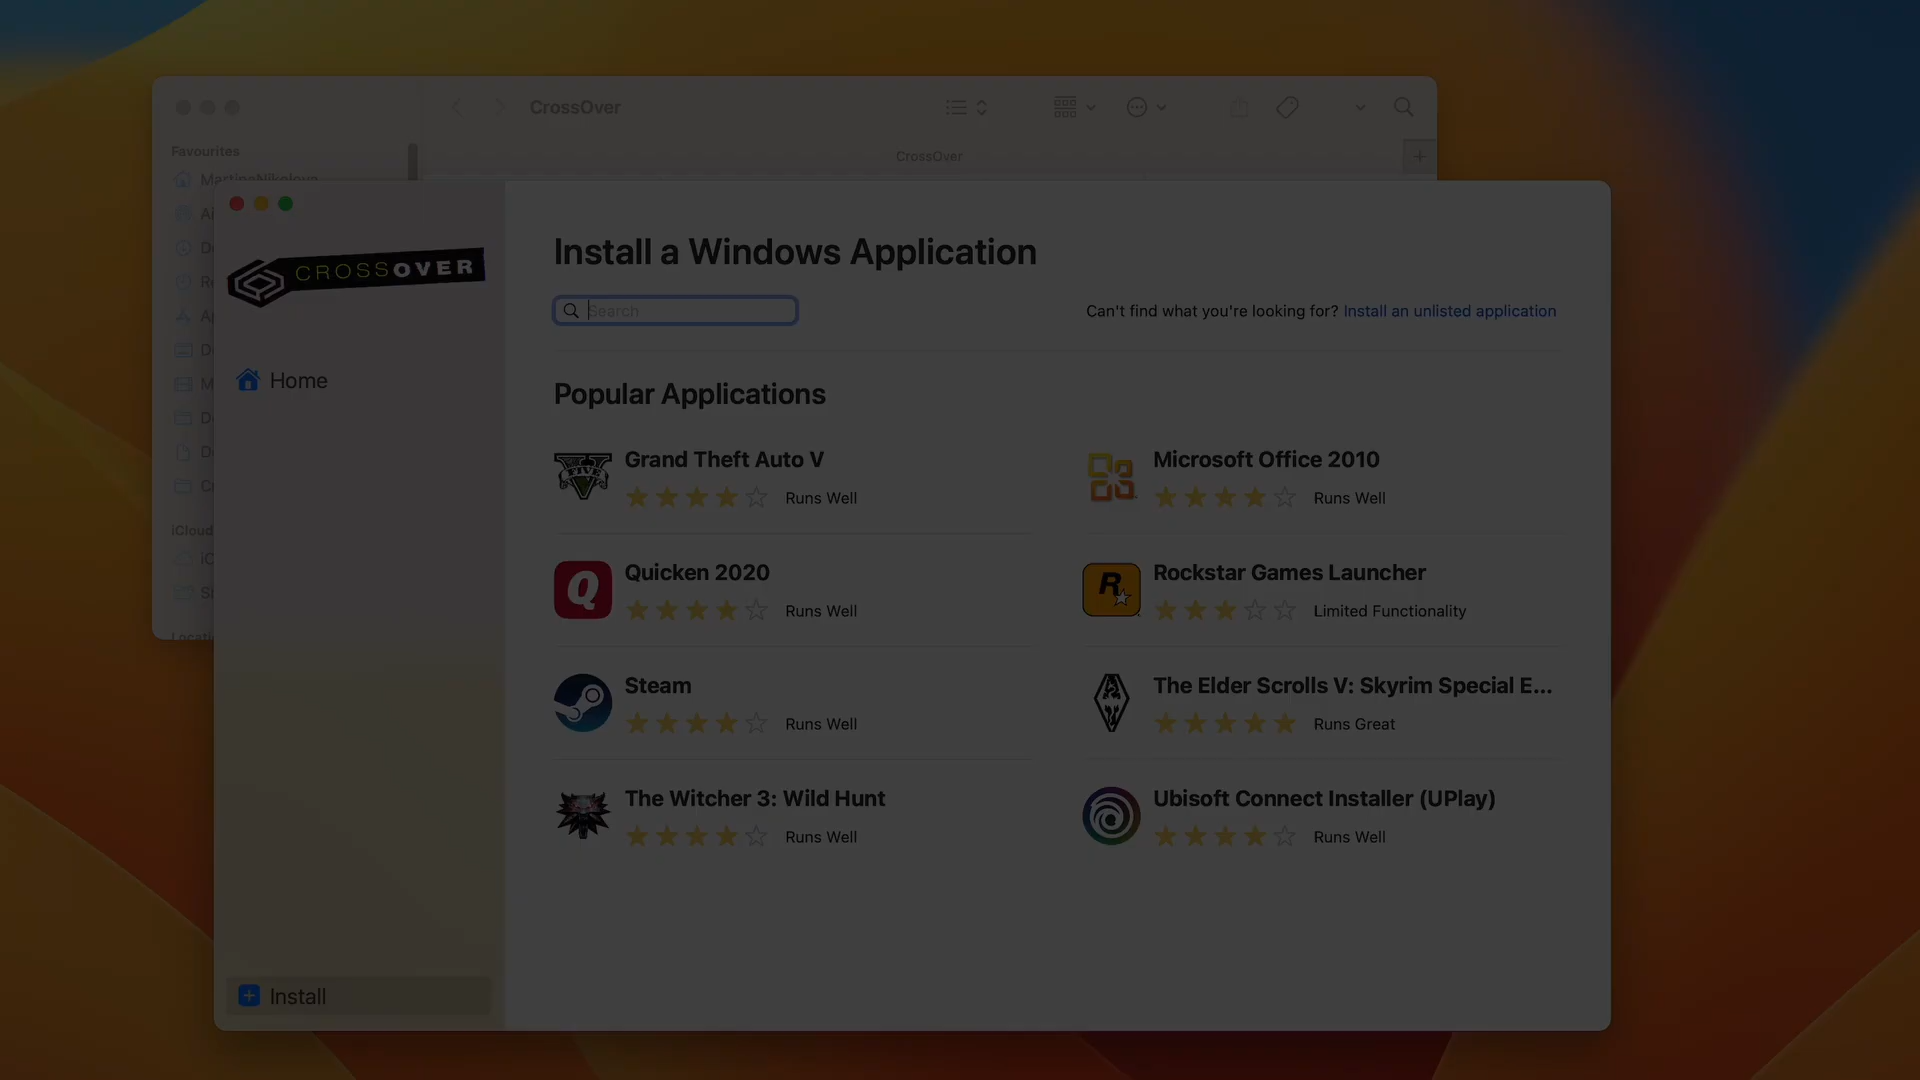 CrossOver
Favourites
CrossOver
MartinaNikolova
CROSSOVER
Home
Install
iCloud
Install a Windows Application
Search
Can't find what you're looking for? Install an unlisted application
Popular Applications
Grand Theft Auto V
Runs Well
Microsoft Office 2010
Runs Well
Quicken 2020
Runs Well
Rockstar Games Launcher
Limited Functionality
Steam
Runs Well
The Elder Scrolls V: Skyrim Special E...
Runs Great
The Witcher 3: Wild Hunt
Runs Well
Ubisoft Connect Installer (UPlay)
Runs Well